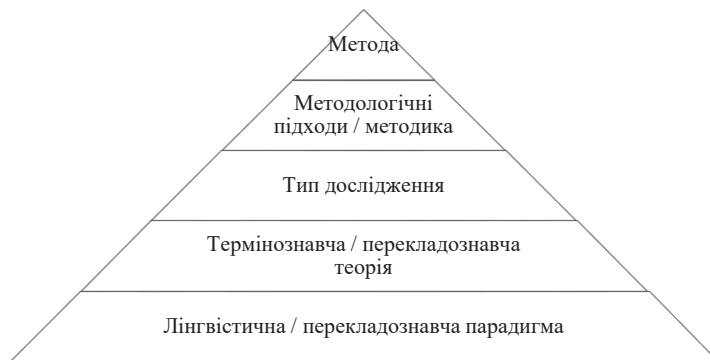 Метода
Методологічні
підходи / методика
Тип дослідження
Термінознавча / перекладознавча
теорія
Лінгвістична / перекладознавча парадигма